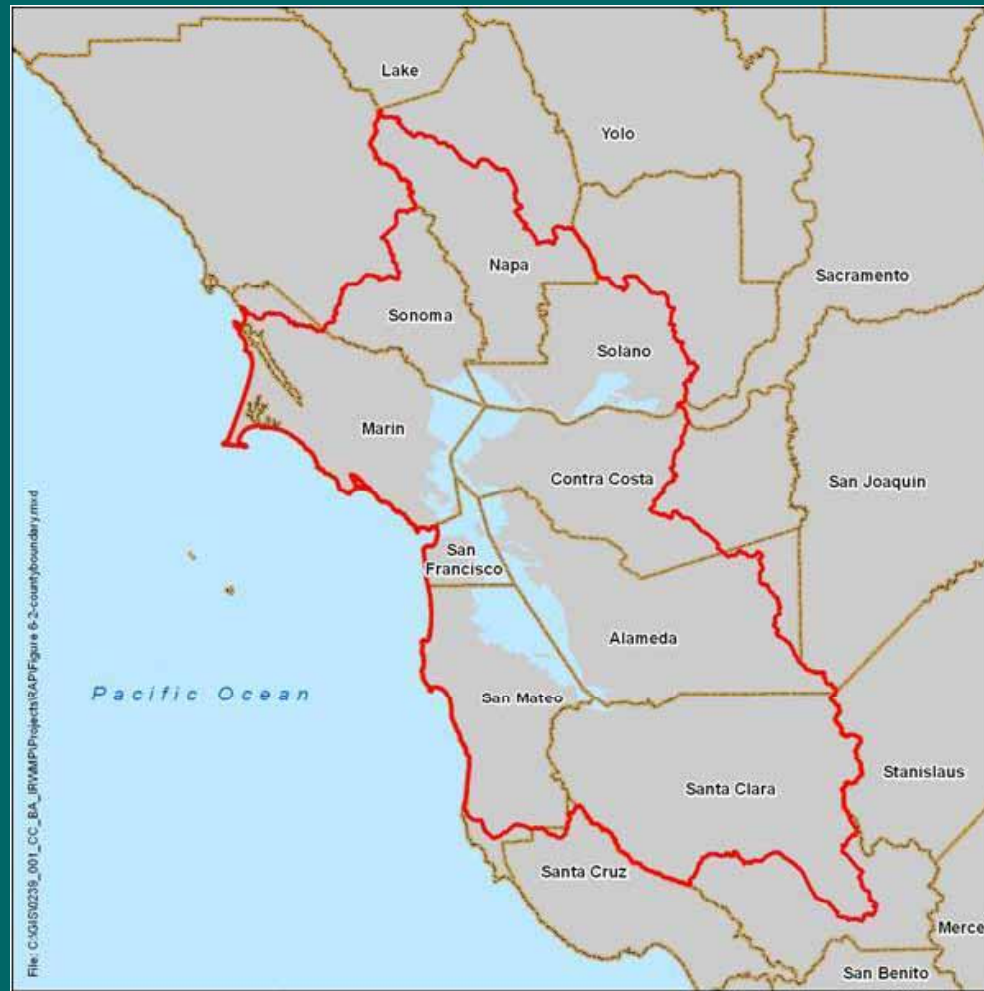 Lake
Yolo
Napa
Sacramento
Sonoma
Solano
Marin
Contra Costa
San Joaquin
San
Francisco
Alameda
Pacific Ocean
San Mateo
Stanislaus
Santa Clara
Santa Cruz
Merce
San Benito
File: C:\GIS\0239_001_CC_BA_IRWMP\Projects\RAP\Figure 6-2-countyboundary.mxd